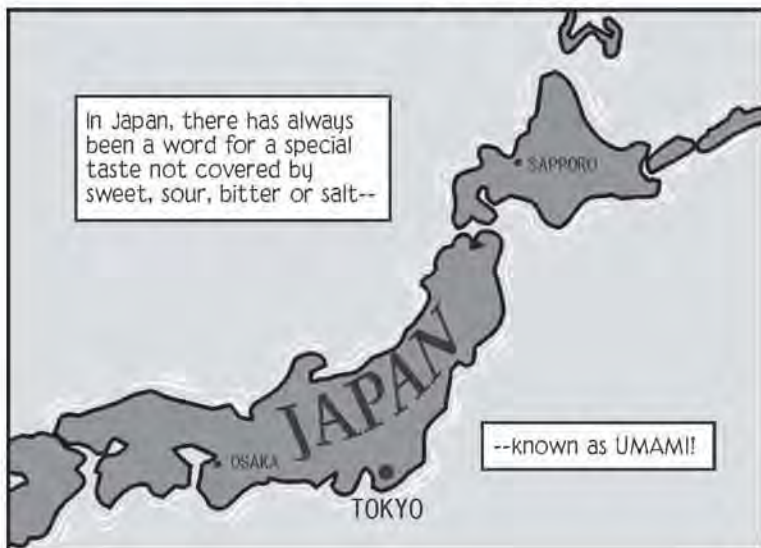 In Japan, there has always
been a word for a special
taste not covered by
sweet, sour, bitter or salt--
SAPPORO
JAPAN
OSAKA
TOKYO
--known as UMAMI!